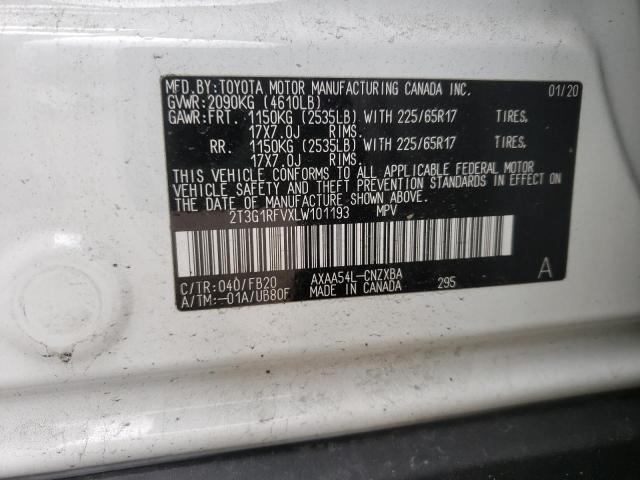 MFD.BY:TOYOTA MOTOR MANUFACTURING CANADA INC. 01/20
GVWR:2090KG (4610LB)
GAWR:FRT. 1150KG (2535LB) WITH 225/65R17 TIRES.
17X7.0J RIMS.
RR. 1150KG (2535LB) WITH 225/65R17 TIRES.
17X7.0J RIMS.
THIS VEHICLE CONFORMS TO ALL APPLICABLE FEDERAL MOTOR
VEHICLE SAFETY AND THEFT PREVENTION STANDARDS IN EFFECT ON
THE DATE OF MANUFACTURE SHOWN ABOVE.
2T3G1RFVXLW101193 MPV
C/TR:040/FB20 AXAA54L-CNZXBA A
A/TM:-01A/UB80F MADE IN CANADA 295